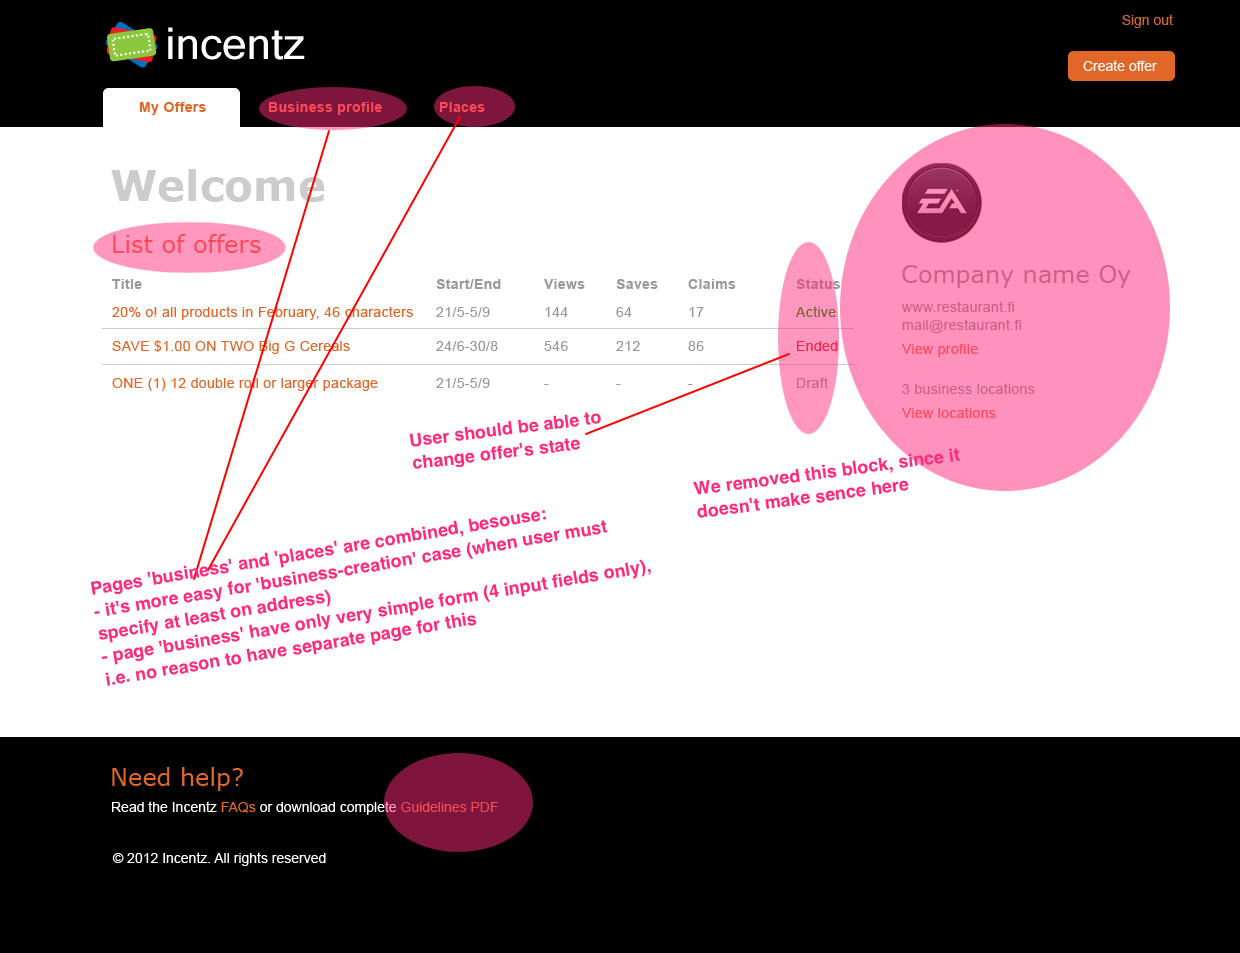 incentz
Sign out
Create offer
My Offers Business profile Places
Welcome
List of offers
Title Start/End Views Saves Claims Status
20% o! all products in February, 46 characters 21/5-5/9 144 64 17 Active
SAVE $1.00 ON TWO Big G Cereals 24/6-30/8 546 212 86 Ended
ONE (1) 12 double roll or larger package 21/5-5/9 - - - Draft
EA
Company name Oy
www.restaurant.fi
mail@restaurant.fi
View profile
3 business locations
View locations
User should be able to
change offer's state
We removed this block, since it
doesn't make sence here
Pages 'business' and 'places' are combined, besouse:
- it's more easy for 'business-creation' case (when user must
specify at least on address)
- page 'business' have only very simple form (4 input fields only),
i.e. no reason to have separate page for this
Need help?
Read the Incentz FAQs or download complete Guidelines PDF
© 2012 Incentz. All rights reserved